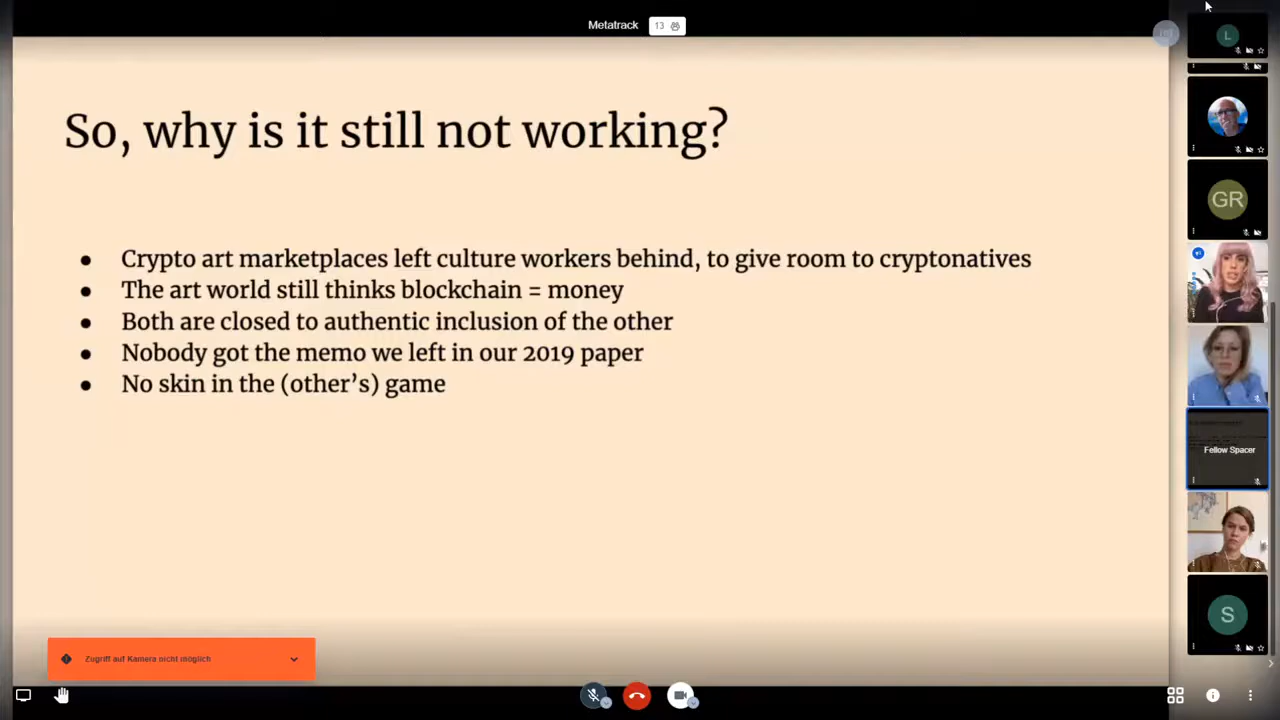 Metatrack 13
L
So, why is it still not working?
GR
● Crypto art marketplaces left culture workers behind, to give room to cryptonatives
● The art world still thinks blockchain = money
● Both are closed to authentic inclusion of the other
● Nobody got the memo we left in our 2019 paper
● No skin in the (other’s) game
Fellow Spacer
S
Zugriff auf Kamera nicht möglich